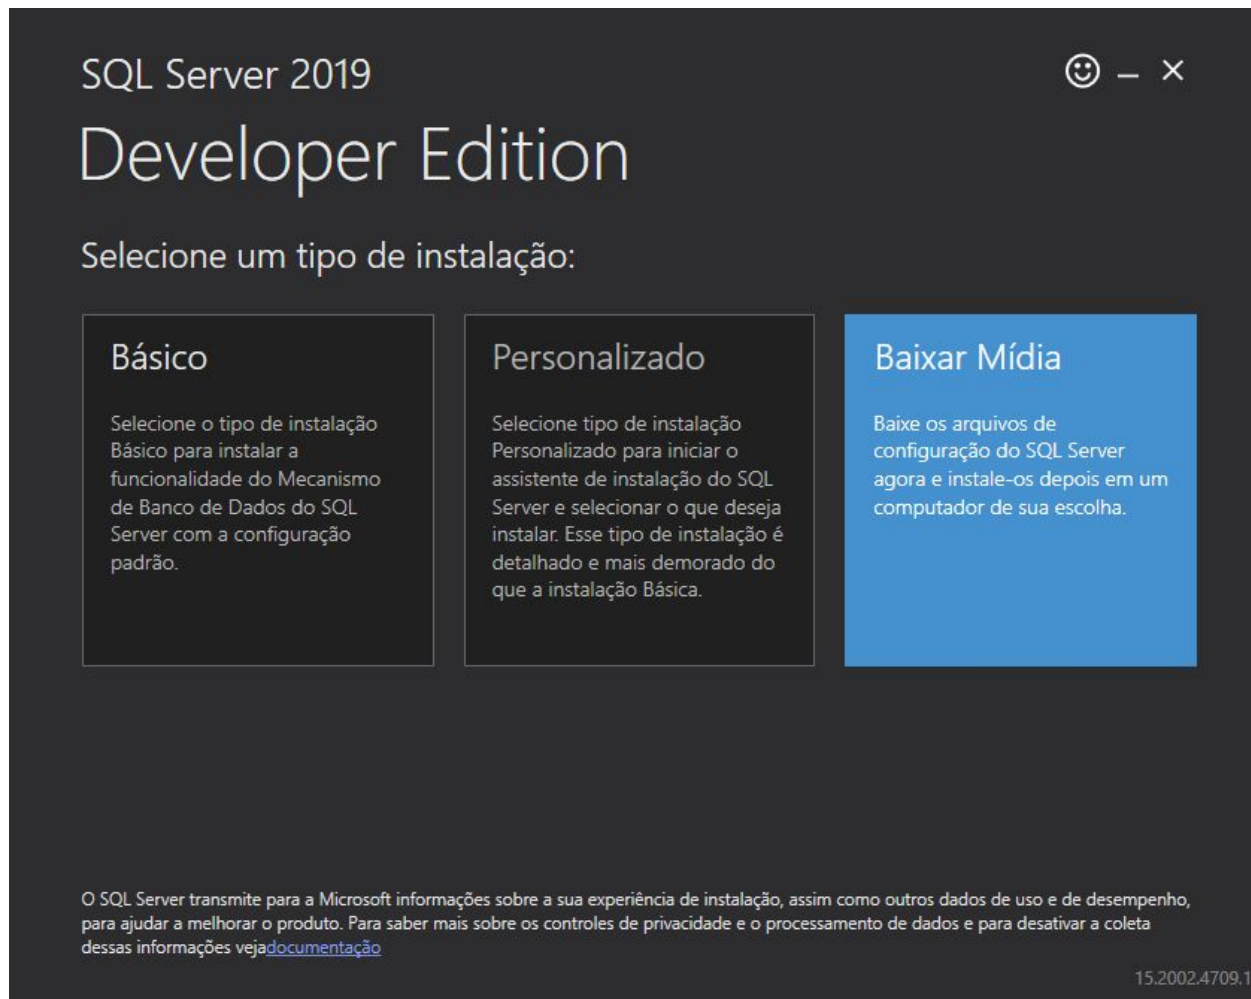 SQL Server 2019
Developer Edition
Selecione um tipo de instalação:
Básico
Selecione o tipo de instalação
Básico para instalar a
funcionalidade do Mecanismo
de Banco de Dados do SQL
Server com a configuração
padrão.
Personalizado
Selecione tipo de instalação
Personalizado para iniciar o
assistente de instalação do SQL
Server e selecionar o que deseja
instalar. Esse tipo de instalação é
detalhado e mais demorado do
que a instalação Básica.
Baixar Mídia
Baixe os arquivos de
configuração do SQL Server
agora e instale-os depois em um
computador de sua escolha.
O SQL Server transmite para a Microsoft informações sobre a sua experiência de instalação, assim como outros dados de uso e de desempenho,
para ajudar a melhorar o produto. Para saber mais sobre os controles de privacidade e o processamento de dados e para desativar a coleta
dessas informações vejadocumentação
15.2002.4709.1